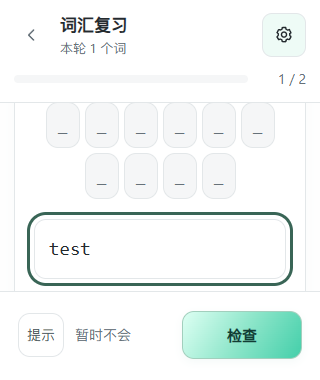 词汇复习
本轮 1 个词
1 / 2
_ _ _ _ _ _
_ _ _ _
test
提示 暂时不会 检查